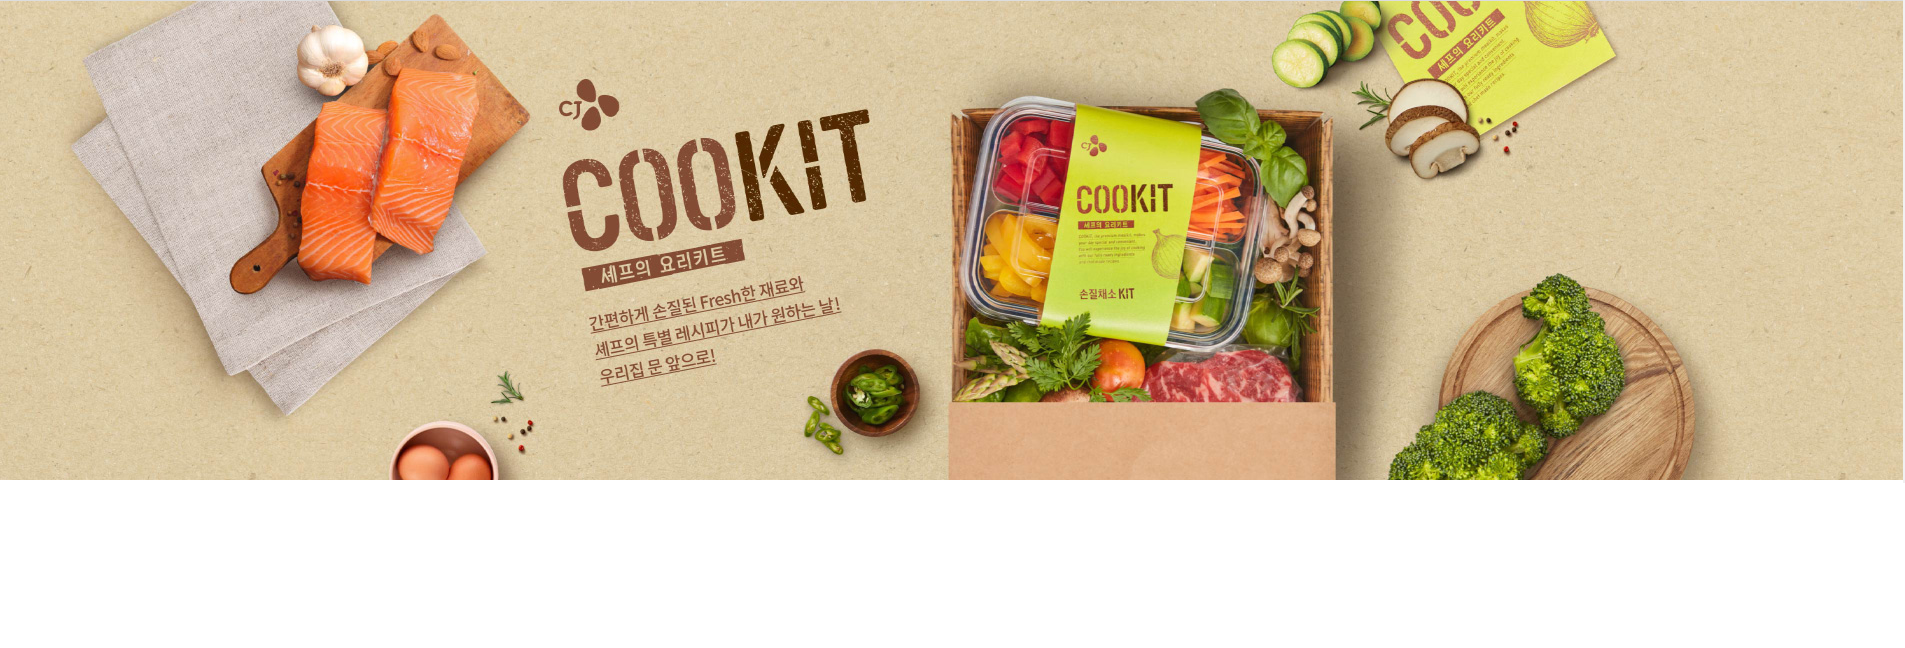 CJ
COOKIT
셰프의 요리키트
간편하게 손질된 Fresh한 재료와
셰프의 특별 레시피가 내가 원하는 날!
우리집 문 앞으로!
CJ
COOKIT
셰프의 요리키트
손질채소 KIT
COO
셰프의 요리키트